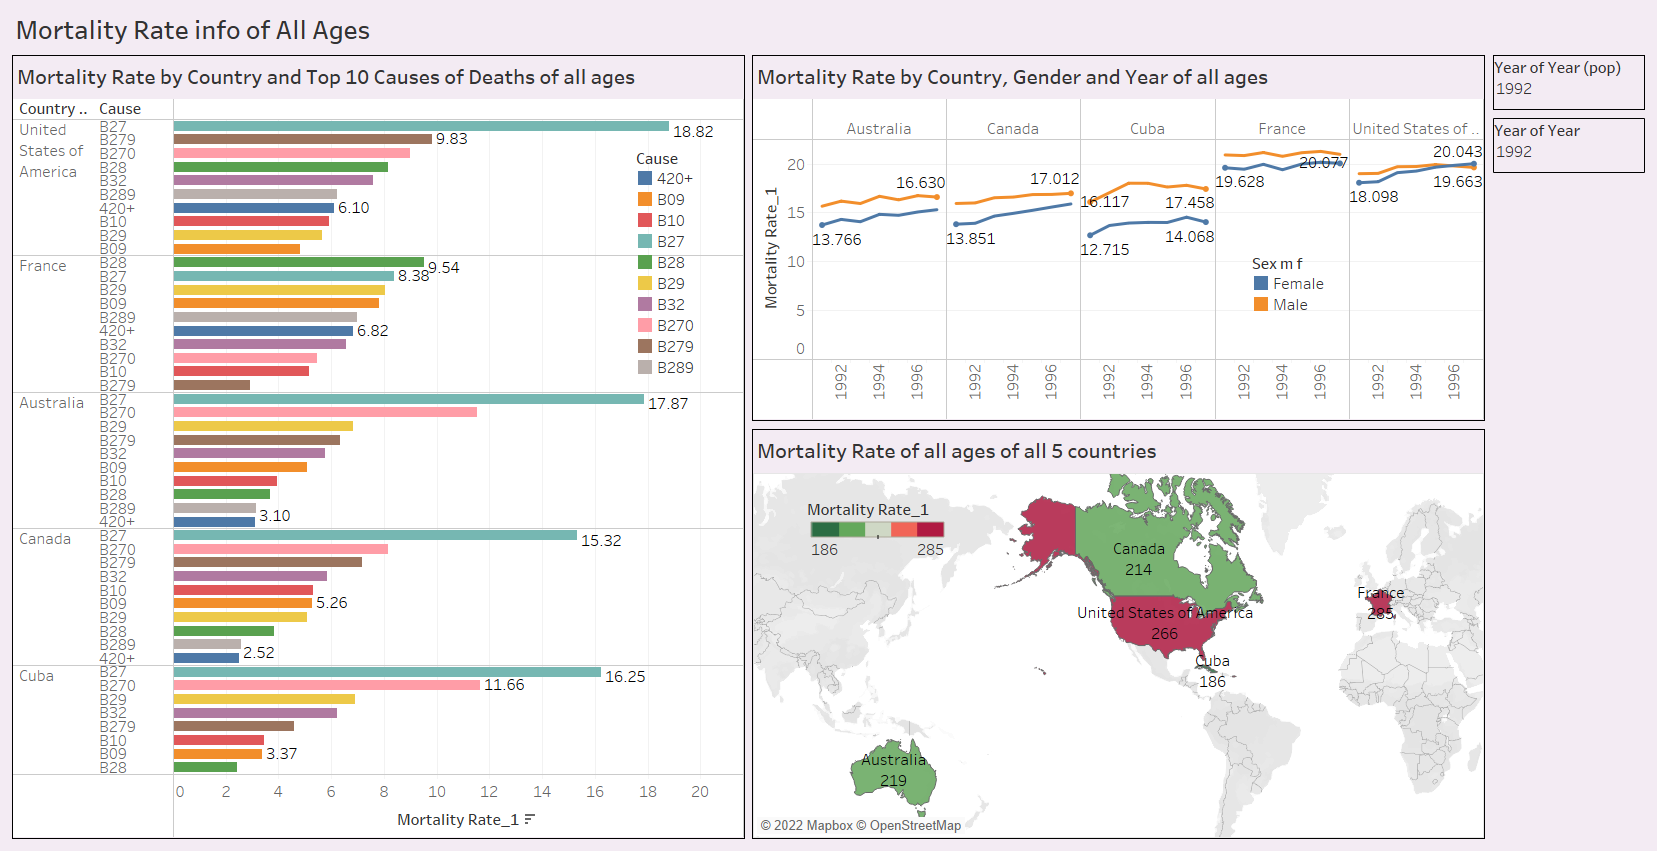 Mortality Rate info of All Ages
Mortality Rate by Country and Top 10 Causes of Deaths of all ages
Country .. Cause
United States of America
B27 18.82
B279 9.83
B270
B28
B32
B289
420+ 6.10
B10
B29
B09
France
B28 9.54
B27 8.38
B29
B09
B289
420+ 6.82
B32
B270
B10
B279
Australia
B27 17.87
B270
B29
B279
B32
B09
B10
B28
B289 3.10
420+
Canada
B27 15.32
B270
B279
B32
B10
B09 5.26
B29
B28
B289
420+ 2.52
Cuba
B27 16.25
B270 11.66
B29
B32
B279
B10
B09 3.37
B28
0 2 4 6 8 10 12 14 16 18 20
Mortality Rate_1
Cause
420+
B09
B10
B27
B28
B29
B32
B270
B279
B289
Mortality Rate by Country, Gender and Year of all ages
Australia Canada Cuba France United States of ..
Mortality Rate_1
20
15
10
5
0
16.630
13.766
17.012
13.851
16.117
17.458
12.715
14.068
20.077
19.628
20.043
19.663
18.098
Sex m f
Female
Male
1992 1994 1996 1992 1994 1996 1992 1994 1996 1992 1994 1996 1992 1994 1996
Mortality Rate of all ages of all 5 countries
Mortality Rate_1
186 285
Canada
214
United States of America
266
Cuba
186
France
285
Australia
219
© 2022 Mapbox © OpenStreetMap
Year of Year (pop)
1992
Year of Year
1992